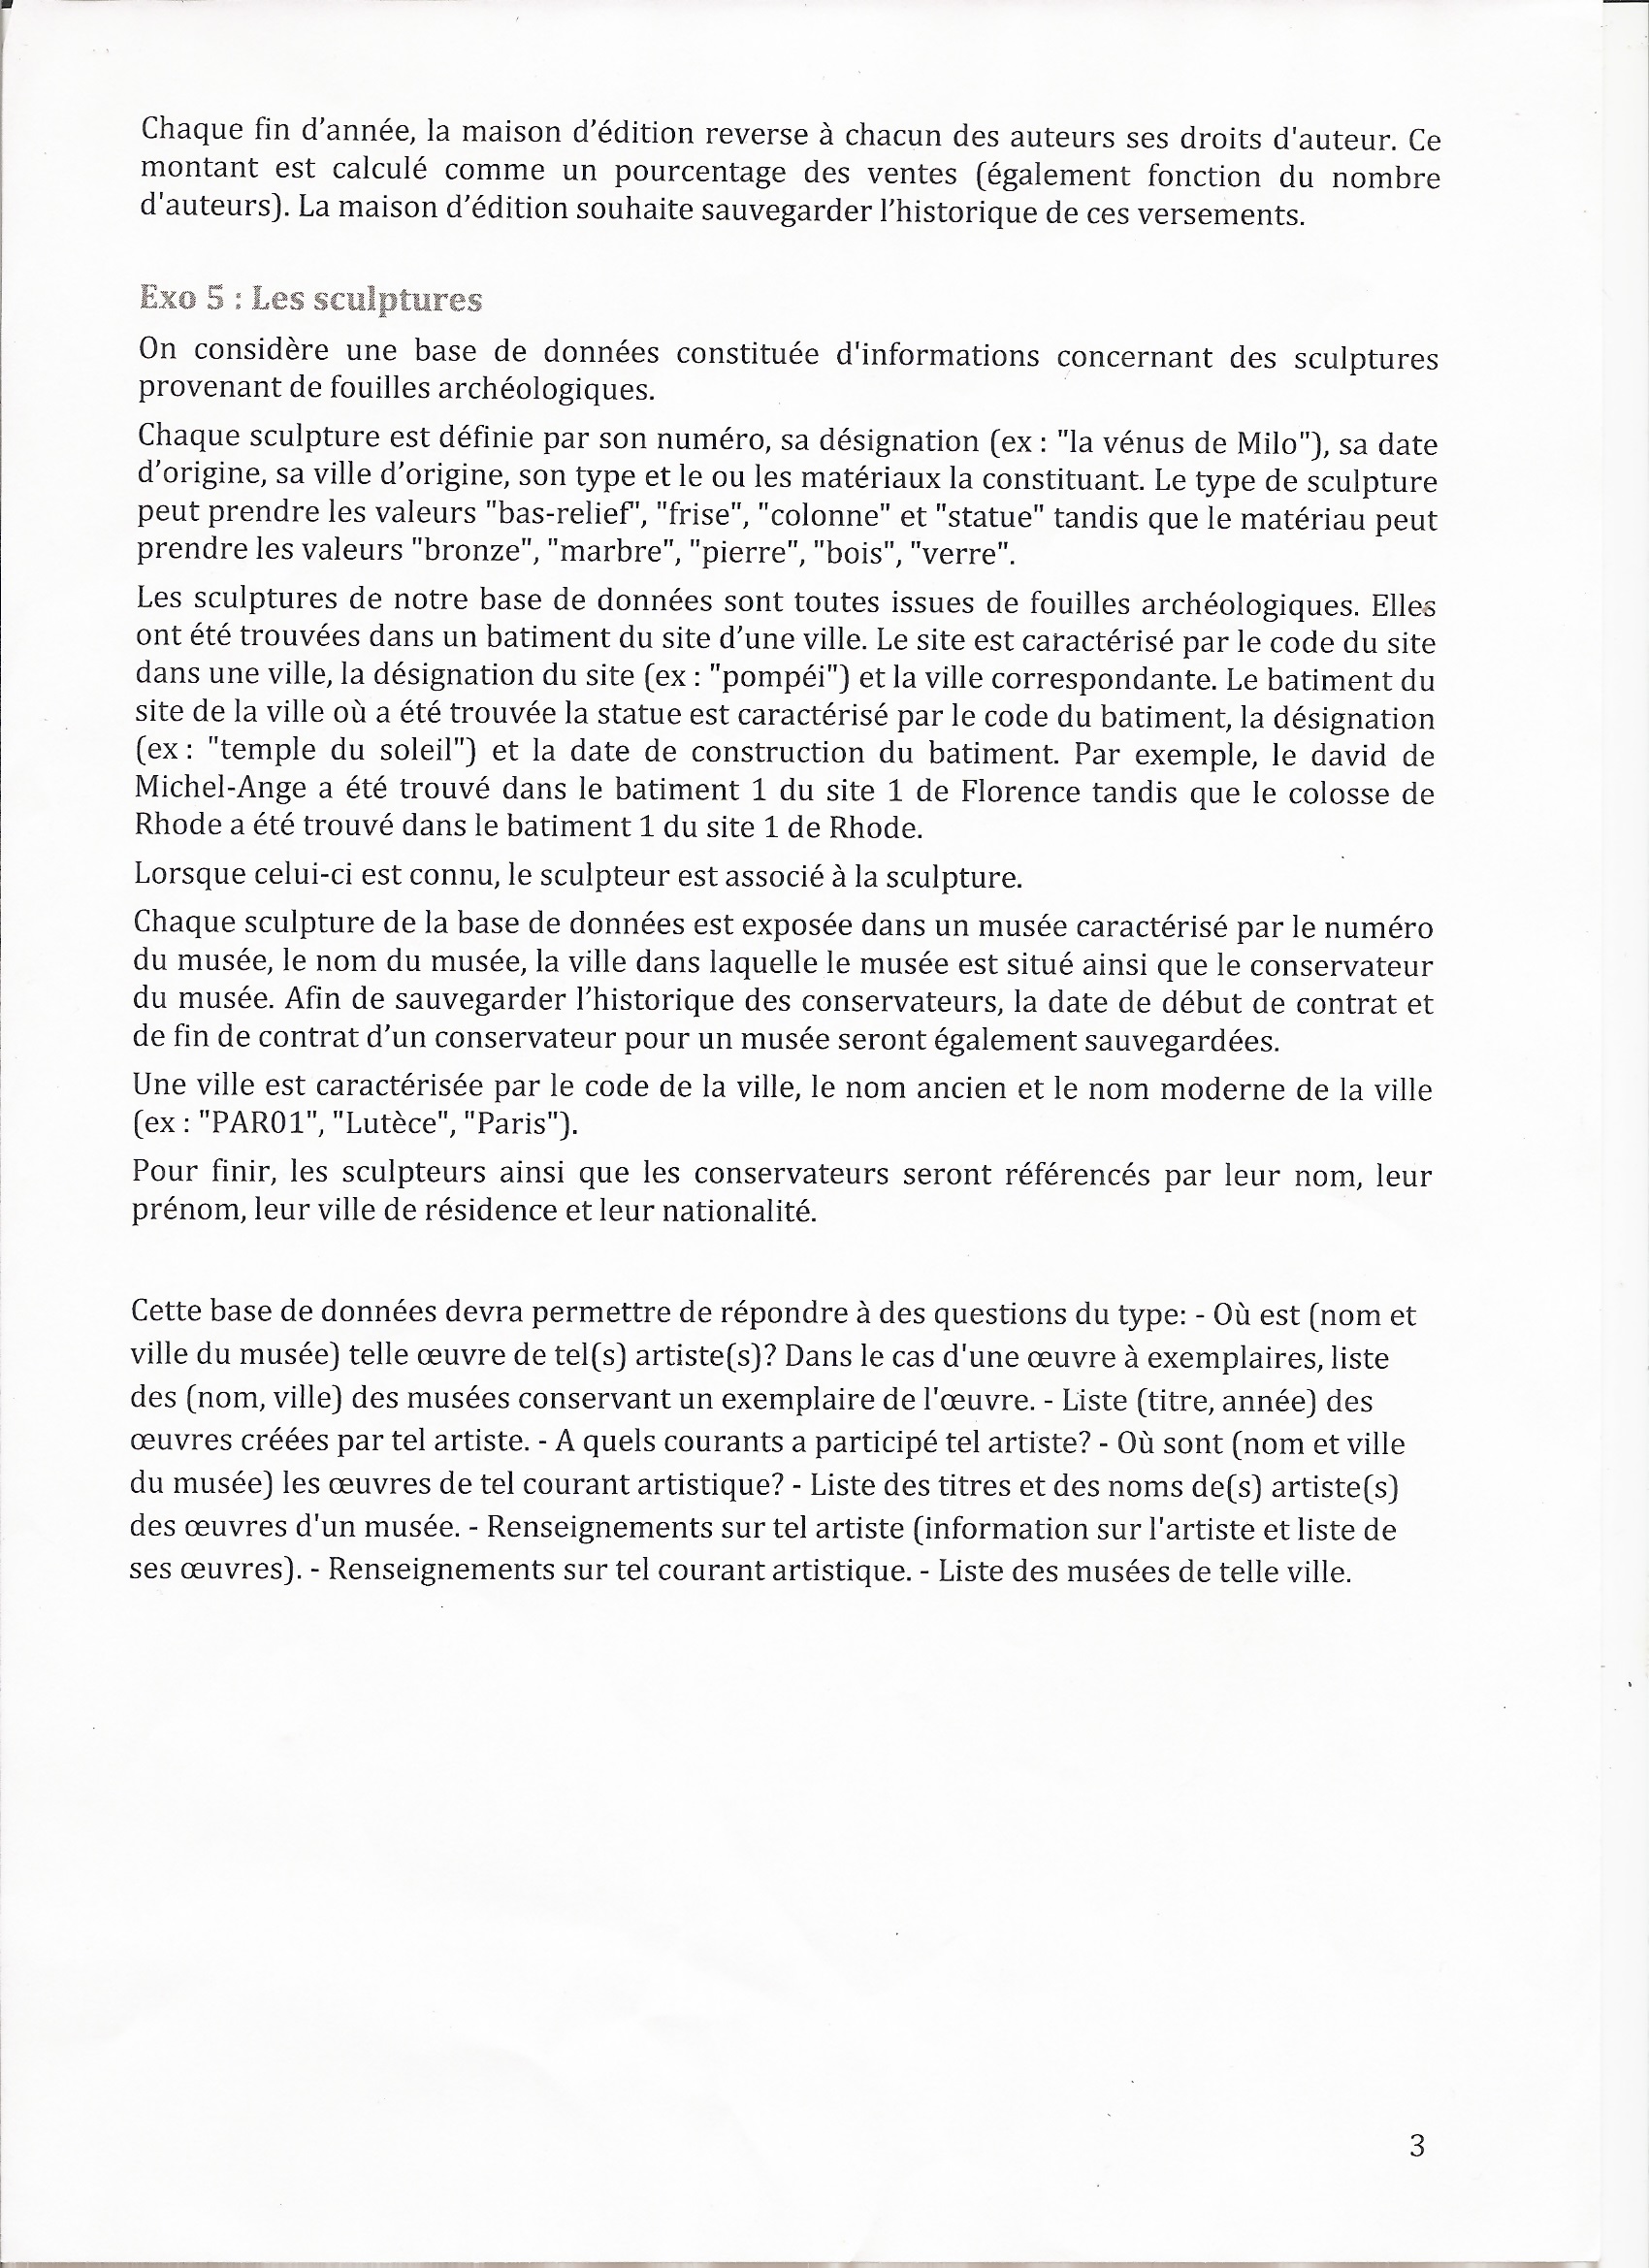 Chaque fin d'année, la maison d'édition reverse à chacun des auteurs ses droits d'auteur. Ce
montant est calculé comme un pourcentage des ventes (également fonction du nombre
d'auteurs). La maison d'édition souhaite sauvegarder l'historique de ces versements.
Exo 5 : Les sculptures
On considère une base de données constituée d'informations concernant des sculptures
provenant de fouilles archéologiques.
Chaque sculpture est définie par son numéro, sa désignation (ex : "la vénus de Milo"), sa date
d'origine, sa ville d'origine, son type et le ou les matériaux la constituant. Le type de sculpture
peut prendre les valeurs "bas-relief", "frise", "colonne" et "statue" tandis que le matériau peut
prendre les valeurs "bronze", "marbre", "pierre", "bois", "verre".
Les sculptures de notre base de données sont toutes issues de fouilles archéologiques. Elles
ont été trouvées dans un batiment du site d'une ville. Le site est caractérisé par le code du site
dans une ville, la désignation du site (ex : "pompéi") et la ville correspondante. Le batiment du
site de la ville où a été trouvée la statue est caractérisé par le code du batiment, la désignation
(ex : "temple du soleil") et la date de construction du batiment. Par exemple, le david de
Michel-Ange a été trouvé dans le batiment 1 du site 1 de Florence tandis que le colosse de
Rhode a été trouvé dans le batiment 1 du site 1 de Rhode.
Lorsque celui-ci est connu, le sculpteur est associé à la sculpture.
Chaque sculpture de la base de données est exposée dans un musée caractérisé par le numéro
du musée, le nom du musée, la ville dans laquelle le musée est situé ainsi que le conservateur
du musée. Afin de sauvegarder l'historique des conservateurs, la date de début de contrat et
de fin de contrat d'un conservateur pour un musée seront également sauvegardées.
Une ville est caractérisée par le code de la ville, le nom ancien et le nom moderne de la ville
(ex : "PAR01", "Lutèce", "Paris").
Pour finir, les sculpteurs ainsi que les conservateurs seront référencés par leur nom, leur
prénom, leur ville de résidence et leur nationalité.
Cette base de données devra permettre de répondre à des questions du type: - Où est (nom et
ville du musée) telle œuvre de tel(s) artiste(s)? Dans le cas d'une œuvre à exemplaires, liste
des (nom, ville) des musées conservant un exemplaire de l'œuvre. - Liste (titre, année) des
œuvres créées par tel artiste. - A quels courants a participé tel artiste? - Où sont (nom et ville
du musée) les œuvres de tel courant artistique? - Liste des titres et des noms de(s) artiste(s)
des œuvres d'un musée. - Renseignements sur tel artiste (information sur l'artiste et liste de
ses œuvres). - Renseignements sur tel courant artistique. - Liste des musées de telle ville.
3